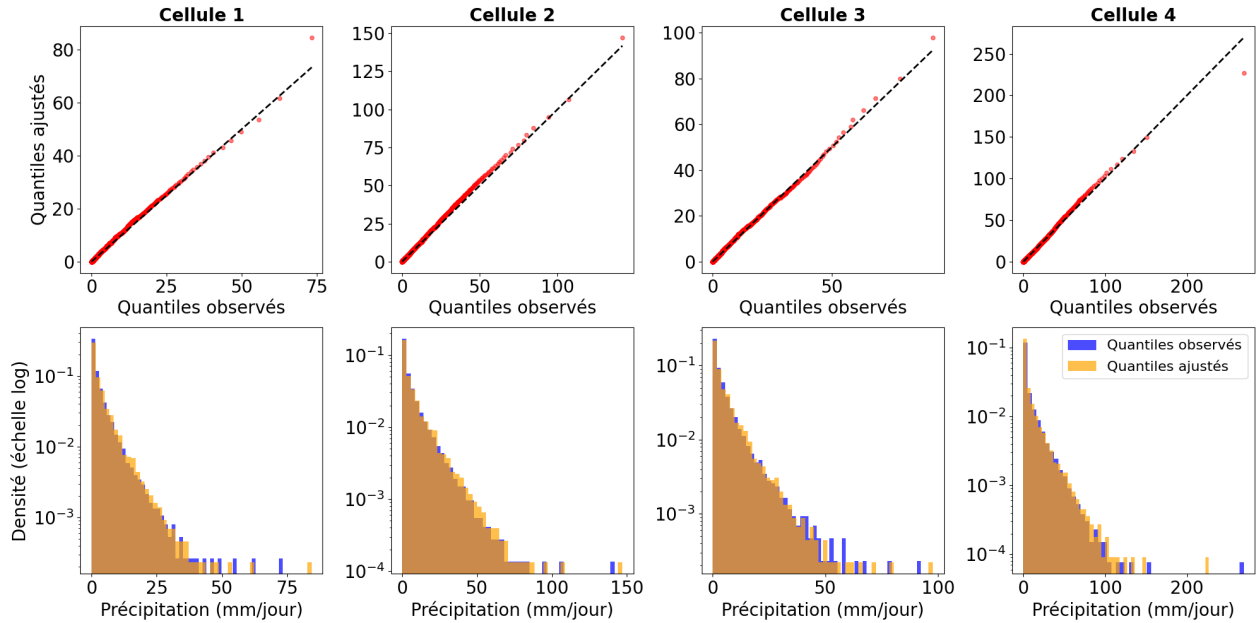 Cellule 1
Cellule 2
Cellule 3
Cellule 4
Quantiles ajustés
0
20
40
60
80
0
25
50
75
100
125
150
0
20
40
60
80
100
0
50
100
150
200
250
0 25 50 75
0 50 100
0 50
0 100 200
Quantiles observés
Quantiles observés
Quantiles observés
Quantiles observés
Densité (échelle log)
10⁻¹
10⁻²
10⁻³
10⁻¹
10⁻²
10⁻³
10⁻⁴
10⁻¹
10⁻²
10⁻³
10⁻¹
10⁻²
10⁻³
10⁻⁴
Quantiles observés
Quantiles ajustés
0 25 50 75
0 50 100 150
0 50 100
0 100 200
Précipitation (mm/jour)
Précipitation (mm/jour)
Précipitation (mm/jour)
Précipitation (mm/jour)